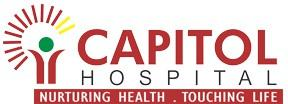 CAPITOL
HOSPITAL
NURTURING HEALTH . TOUCHING LIFE